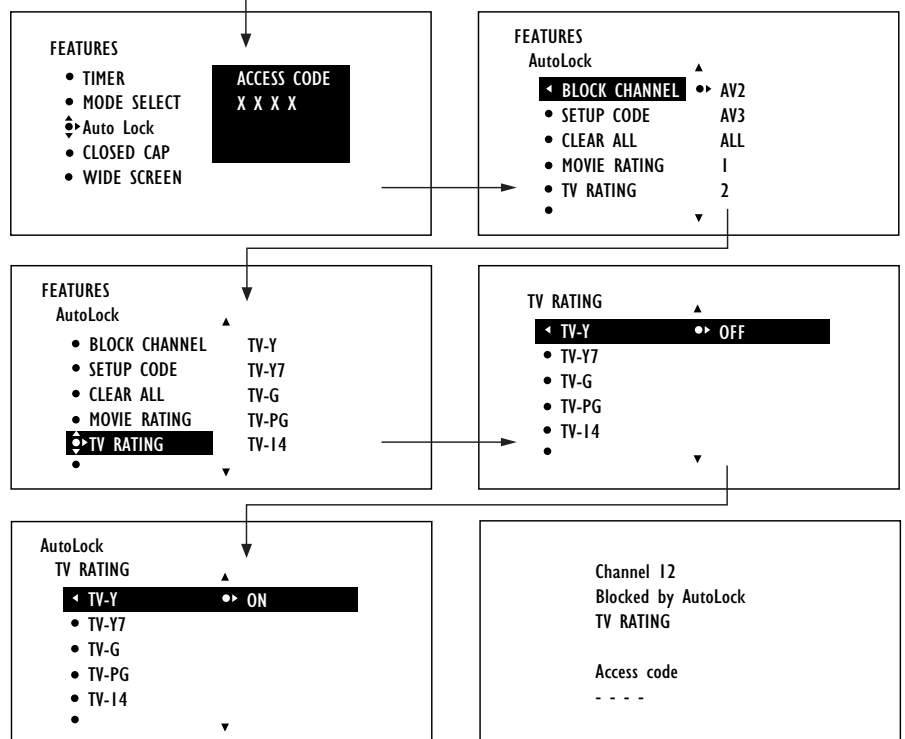 FEATURES
TIMER
MODE SELECT
Auto Lock
CLOSED CAP
WIDE SCREEN
ACCESS CODE
X X X X
FEATURES
AutoLock
BLOCK CHANNEL AV2
SETUP CODE AV3
CLEAR ALL ALL
MOVIE RATING 1
TV RATING 2
FEATURES
AutoLock
BLOCK CHANNEL TV-Y
SETUP CODE TV-Y7
CLEAR ALL TV-G
MOVIE RATING TV-PG
TV RATING TV-14
TV RATING
TV-Y OFF
TV-Y7
TV-G
TV-PG
TV-14
AutoLock
TV RATING
TV-Y ON
TV-Y7
TV-G
TV-PG
TV-14
Channel 12
Blocked by AutoLock
TV RATING
Access code
- - - -